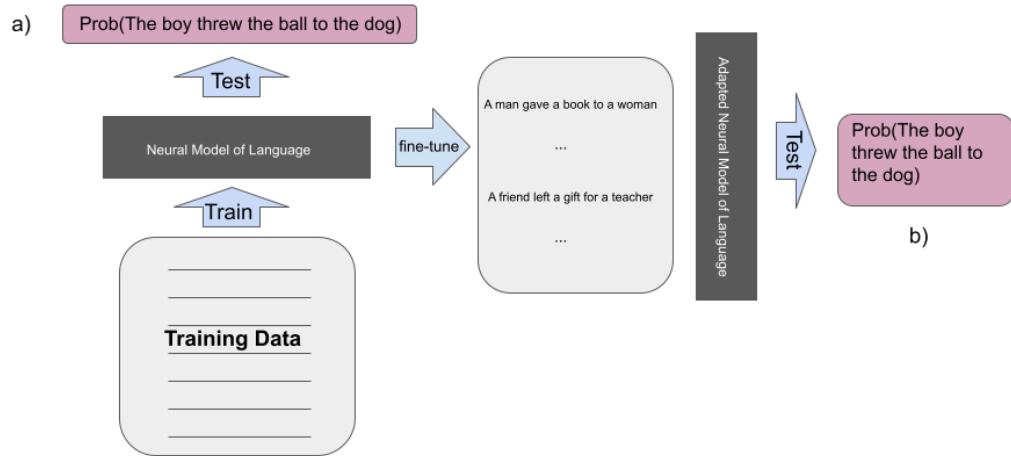 a)
Prob(The boy threw the ball to the dog)
Test
Neural Model of Language
Train
Training Data
fine-tune
A man gave a book to a woman
...
A friend left a gift for a teacher
...
Adapted Neural Model of Language
Test
Prob(The boy
threw the ball to
the dog)
b)